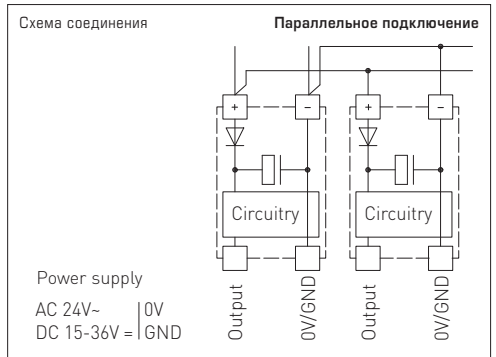 Схема соединения
Параллельное подключение
+ − + −
Circuitry Circuitry
Output 0V/GND Output 0V/GND
Power supply
AC 24V~ 0V
DC 15-36V = GND